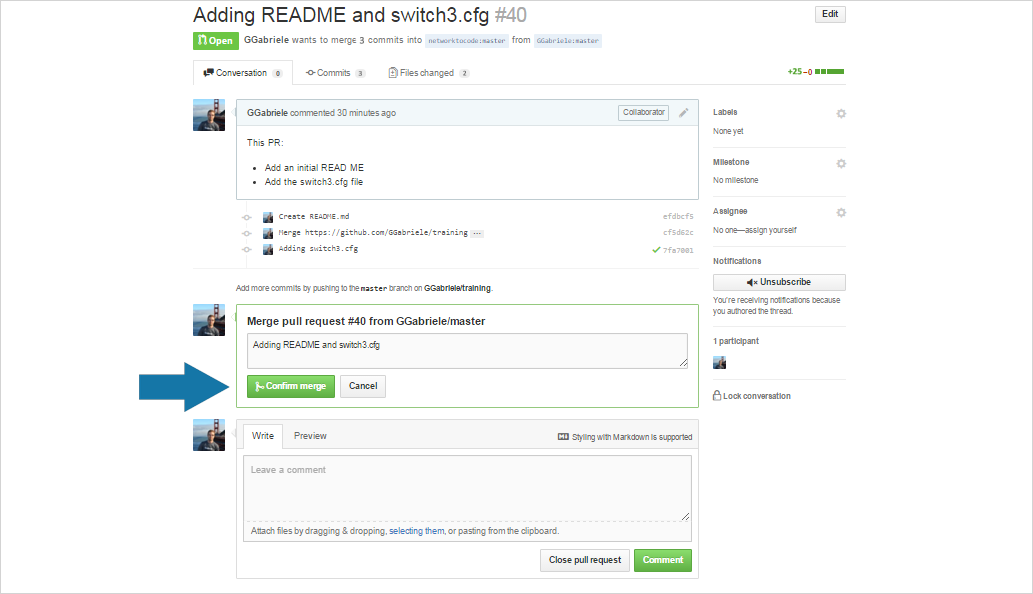 Adding README and switch3.cfg #40
Edit
Open GGabriele wants to merge 3 commits into networktocode:master from GGabriele:master
Conversation 0 Commits 3 Files changed 2
+25 −0
GGabriele commented 30 minutes ago
Collaborator
This PR:
• Add an initial READ ME
• Add the switch3.cfg file
Create README.md efdbcf5
Merge https://github.com/GGabriele/training ... cf5d62c
Adding switch3.cfg 7fa7001
Add more commits by pushing to the master branch on GGabriele/training.
Merge pull request #40 from GGabriele/master
Adding README and switch3.cfg
Confirm merge Cancel
Write Preview
Styling with Markdown is supported
Leave a comment
Attach files by dragging & dropping, selecting them, or pasting from the clipboard.
Close pull request Comment
Labels
None yet
Milestone
No milestone
Assignee
No one—assign yourself
Notifications
Unsubscribe
You're receiving notifications because
you authored the thread.
1 participant
Lock conversation